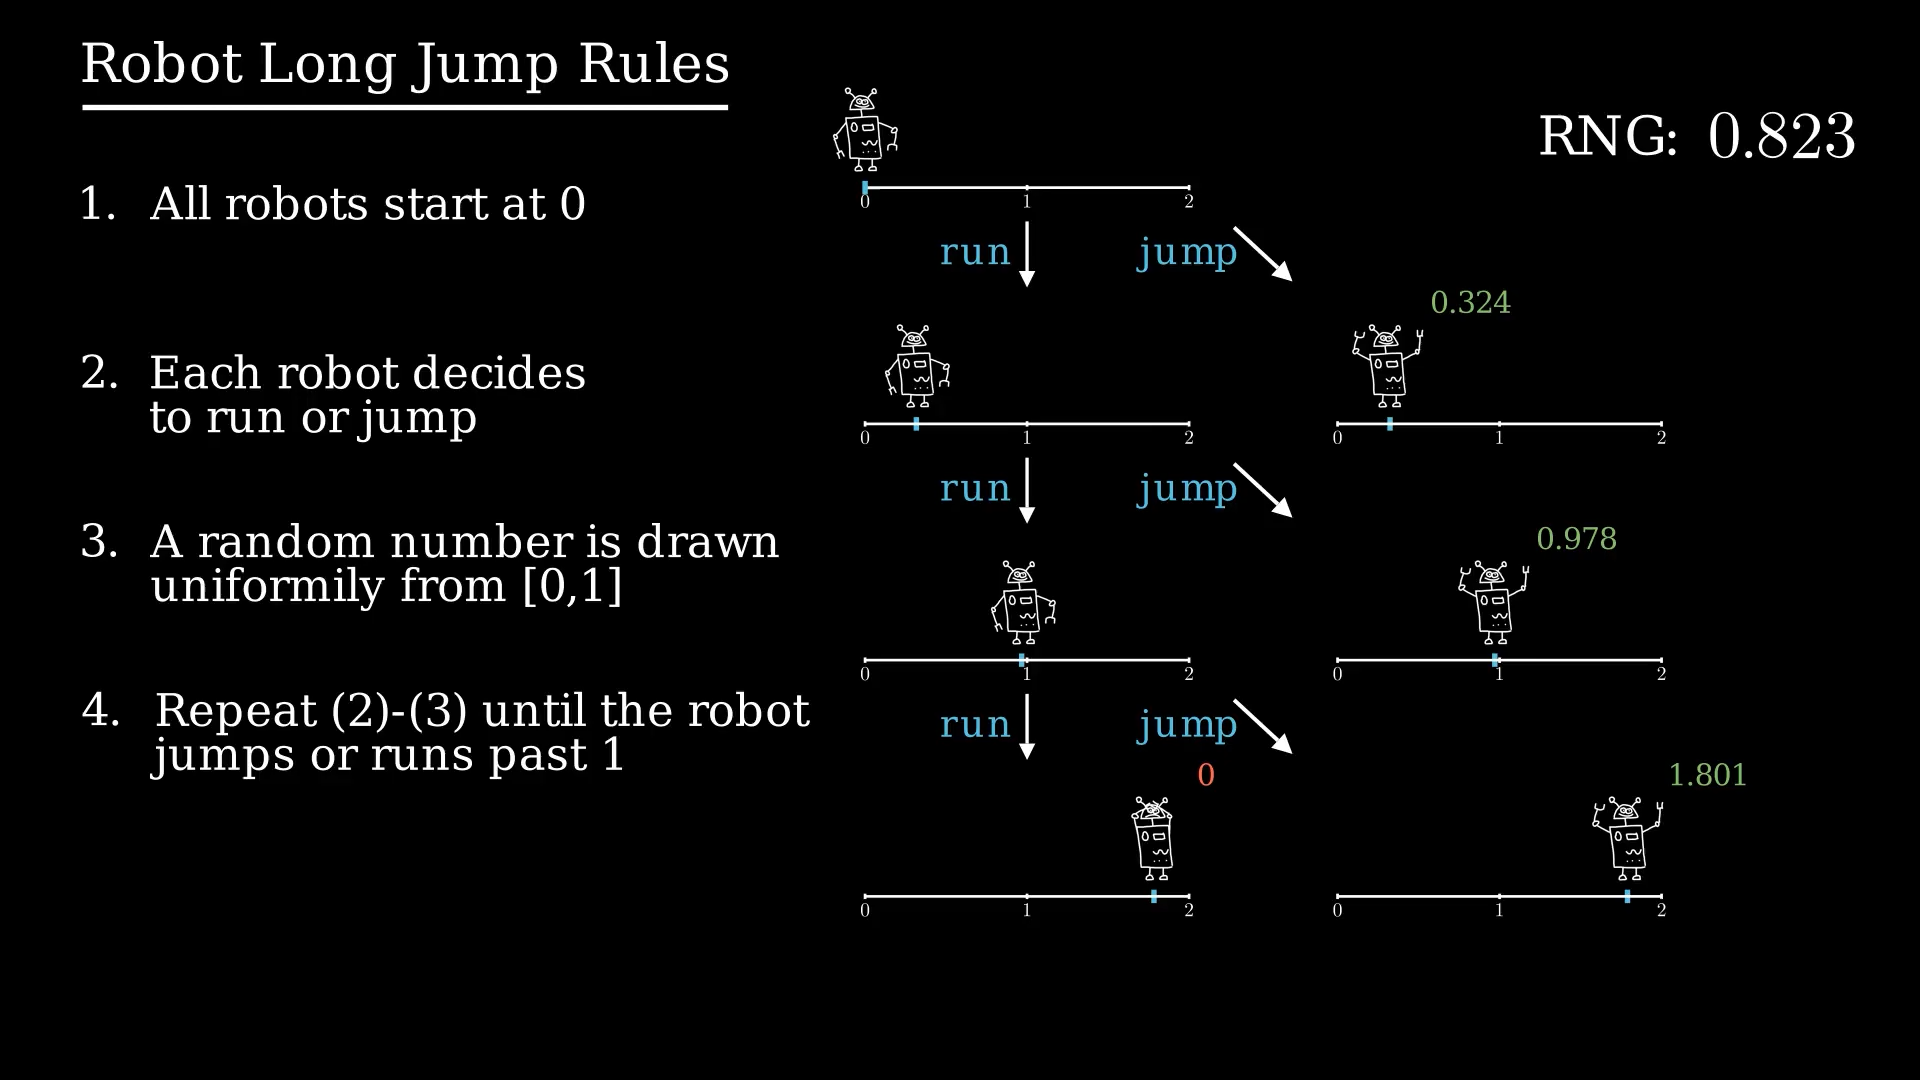 Robot Long Jump Rules
RNG: 0.823
1. All robots start at 0
0 1 2
run jump
0.324
2. Each robot decides
to run or jump
0 1 2 0 1 2
run jump
0.978
3. A random number is drawn
uniformily from [0,1]
0 1 2 0 1 2
run jump
4. Repeat (2)-(3) until the robot
jumps or runs past 1
0 1.801
0 1 2 0 1 2